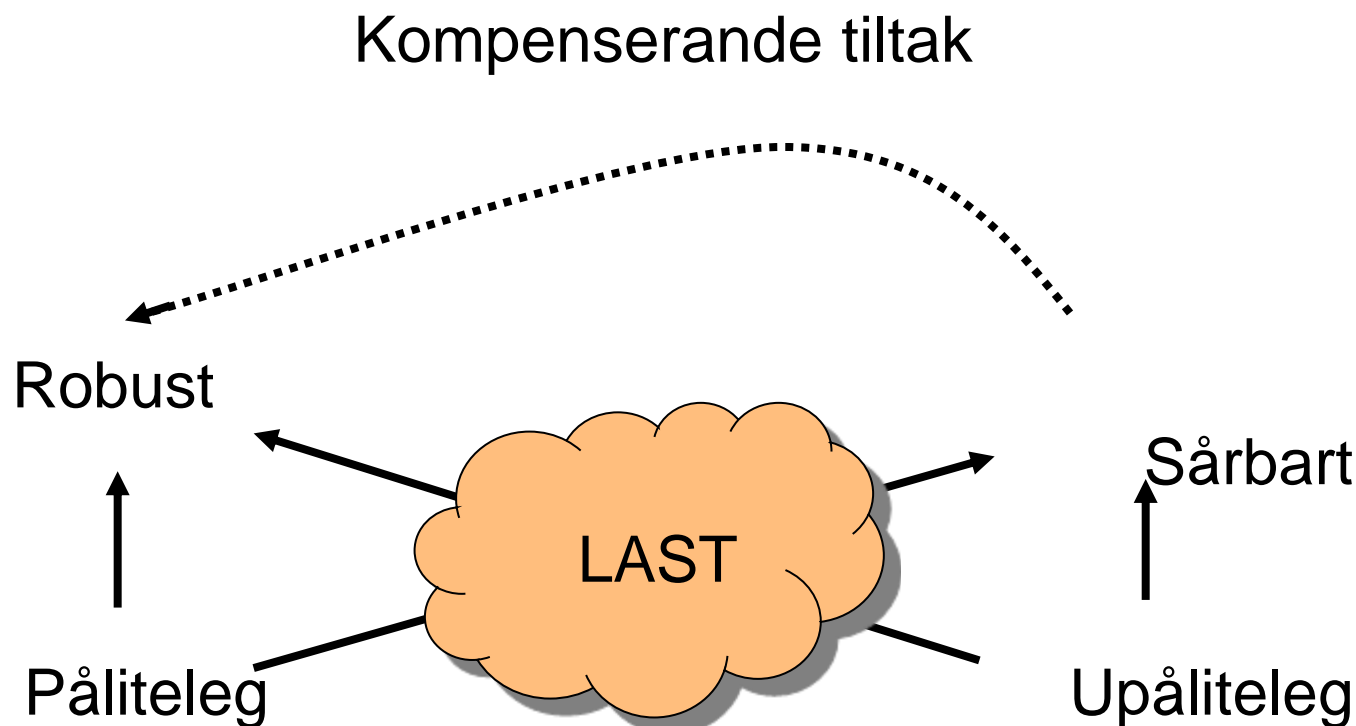 Kompenserande tiltak
Robust
Sårbart
LAST
Påliteleg
Upåliteleg